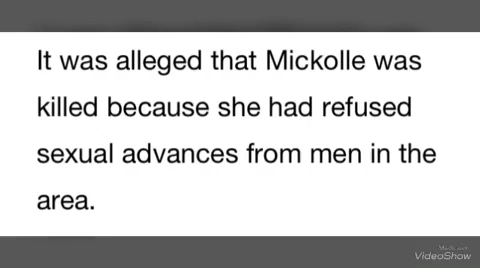 It was alleged that Mickolle was
killed because she had refused
sexual advances from men in the
area.
VideoShow